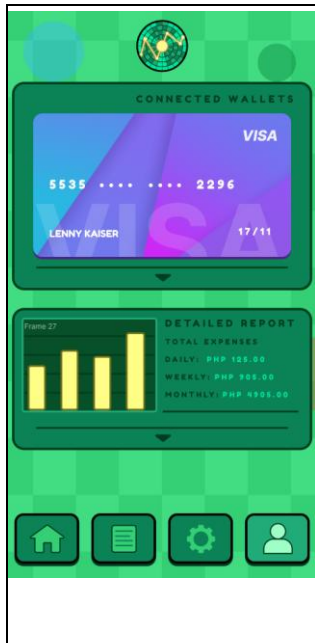 CONNECTED WALLETS
VISA
5535 •••• •••• 2296
VISA
LENNY KAISER
17/11
Frame 27
DETAILED REPORT
TOTAL EXPENSES
DAILY: PHP 125.00
WEEKLY: PHP 905.00
MONTHLY: PHP 4905.00